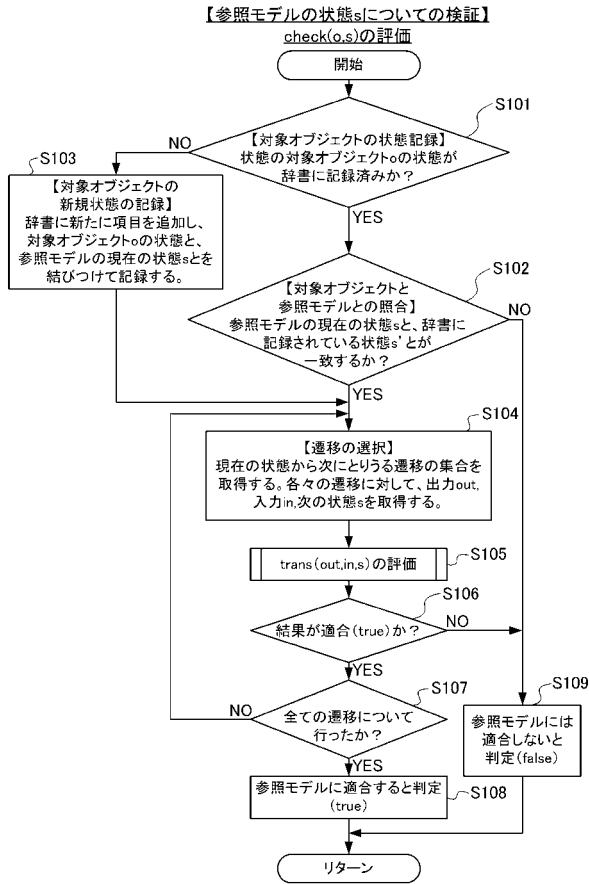 【参照モデルの状態sについての検証】
check(o,s)の評価
開始
S101
【対象オブジェクトの状態記録】
状態の対象オブジェクトoの状態が
辞書に記録済みか？
NO
YES
S103
【対象オブジェクトの
新規状態の記録】
辞書に新たに項目を追加し、
対象オブジェクトoの状態と、
参照モデルの現在の状態sとを
結びつけて記録する。
S102
【対象オブジェクトと
参照モデルとの照合】
参照モデルの現在の状態sと、辞書に
記録されている状態s’とが
一致するか？
NO
YES
S104
【遷移の選択】
現在の状態から次にとりうる遷移の集合を
取得する。各々の遷移に対して、出力out,
入力in,次の状態sを取得する。
S105
trans(out,in,s)の評価
S106
結果が適合(true)か？
NO
YES
S107
全ての遷移について
行ったか？
NO
YES
S109
参照モデルには
適合しないと
判定(false)
S108
参照モデルに適合すると判定
(true)
リターン